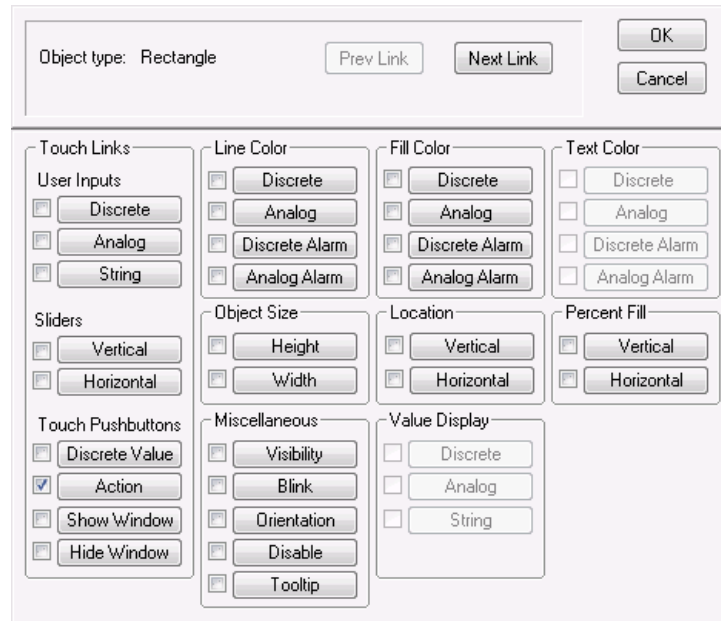 Object type: Rectangle
Prev Link
Next Link
OK
Cancel
Touch Links
User Inputs
Discrete
Analog
String
Sliders
Vertical
Horizontal
Touch Pushbuttons
Discrete Value
Action
Show Window
Hide Window
Line Color
Discrete
Analog
Discrete Alarm
Analog Alarm
Object Size
Height
Width
Miscellaneous
Visibility
Blink
Orientation
Disable
Tooltip
Fill Color
Discrete
Analog
Discrete Alarm
Analog Alarm
Location
Vertical
Horizontal
Value Display
Discrete
Analog
String
Text Color
Discrete
Analog
Discrete Alarm
Analog Alarm
Percent Fill
Vertical
Horizontal